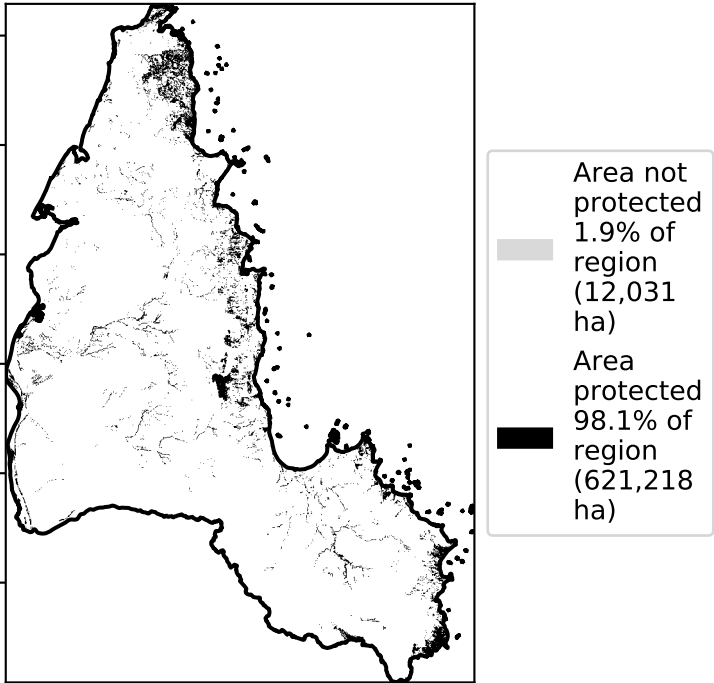 Area not
protected
1.9% of
region
(12,031
ha)
Area
protected
98.1% of
region
(621,218
ha)